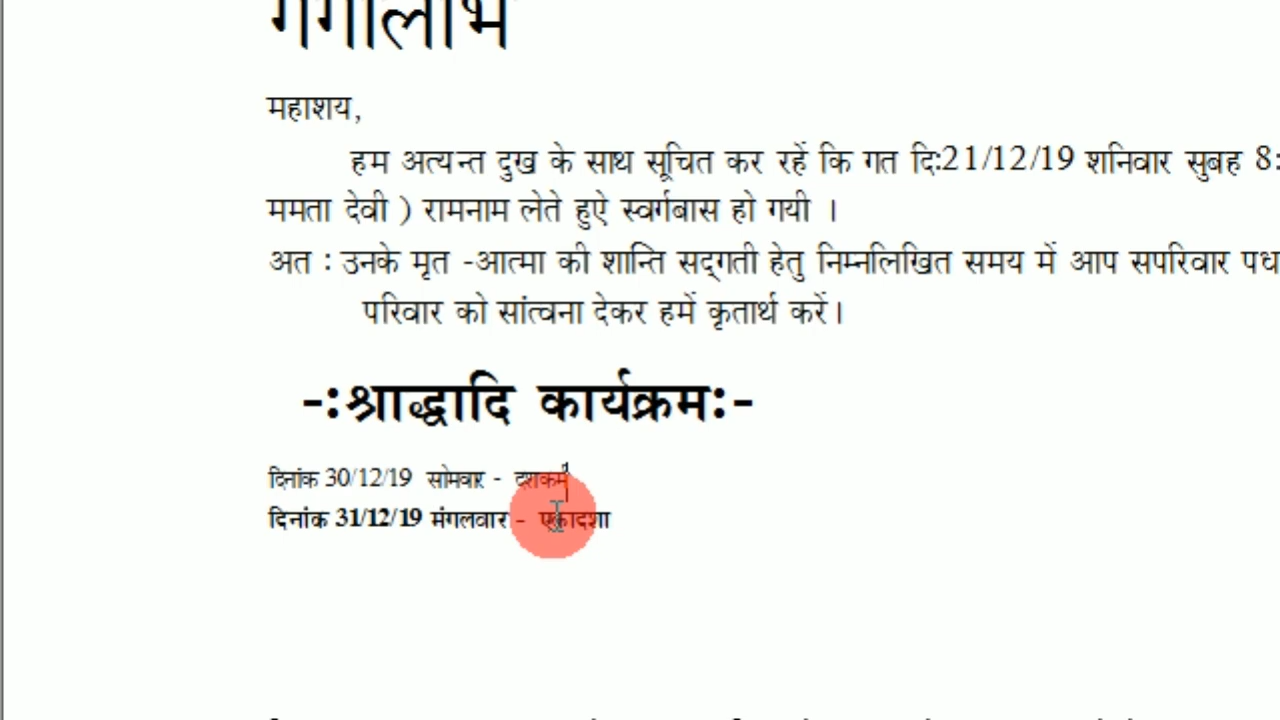 गंगालाभ
महाशय,
हम अत्यन्त दुख के साथ सूचित कर रहें कि गत दि:21/12/19 शनिवार सुबह 8:
ममता देवी ) रामनाम लेते हुऐ स्वर्गबास हो गयी ।
अत : उनके मृत -आत्मा की शान्ति सद्गती हेतु निम्नलिखित समय में आप सपरिवार पध
परिवार को सांत्वना देकर हमें कृतार्थ करें।
-:श्राद्धादि कार्यक्रम:-
दिनांक 30/12/19 सोमवार - दशकर्म
दिनांक 31/12/19 मंगलवार - एकादशा